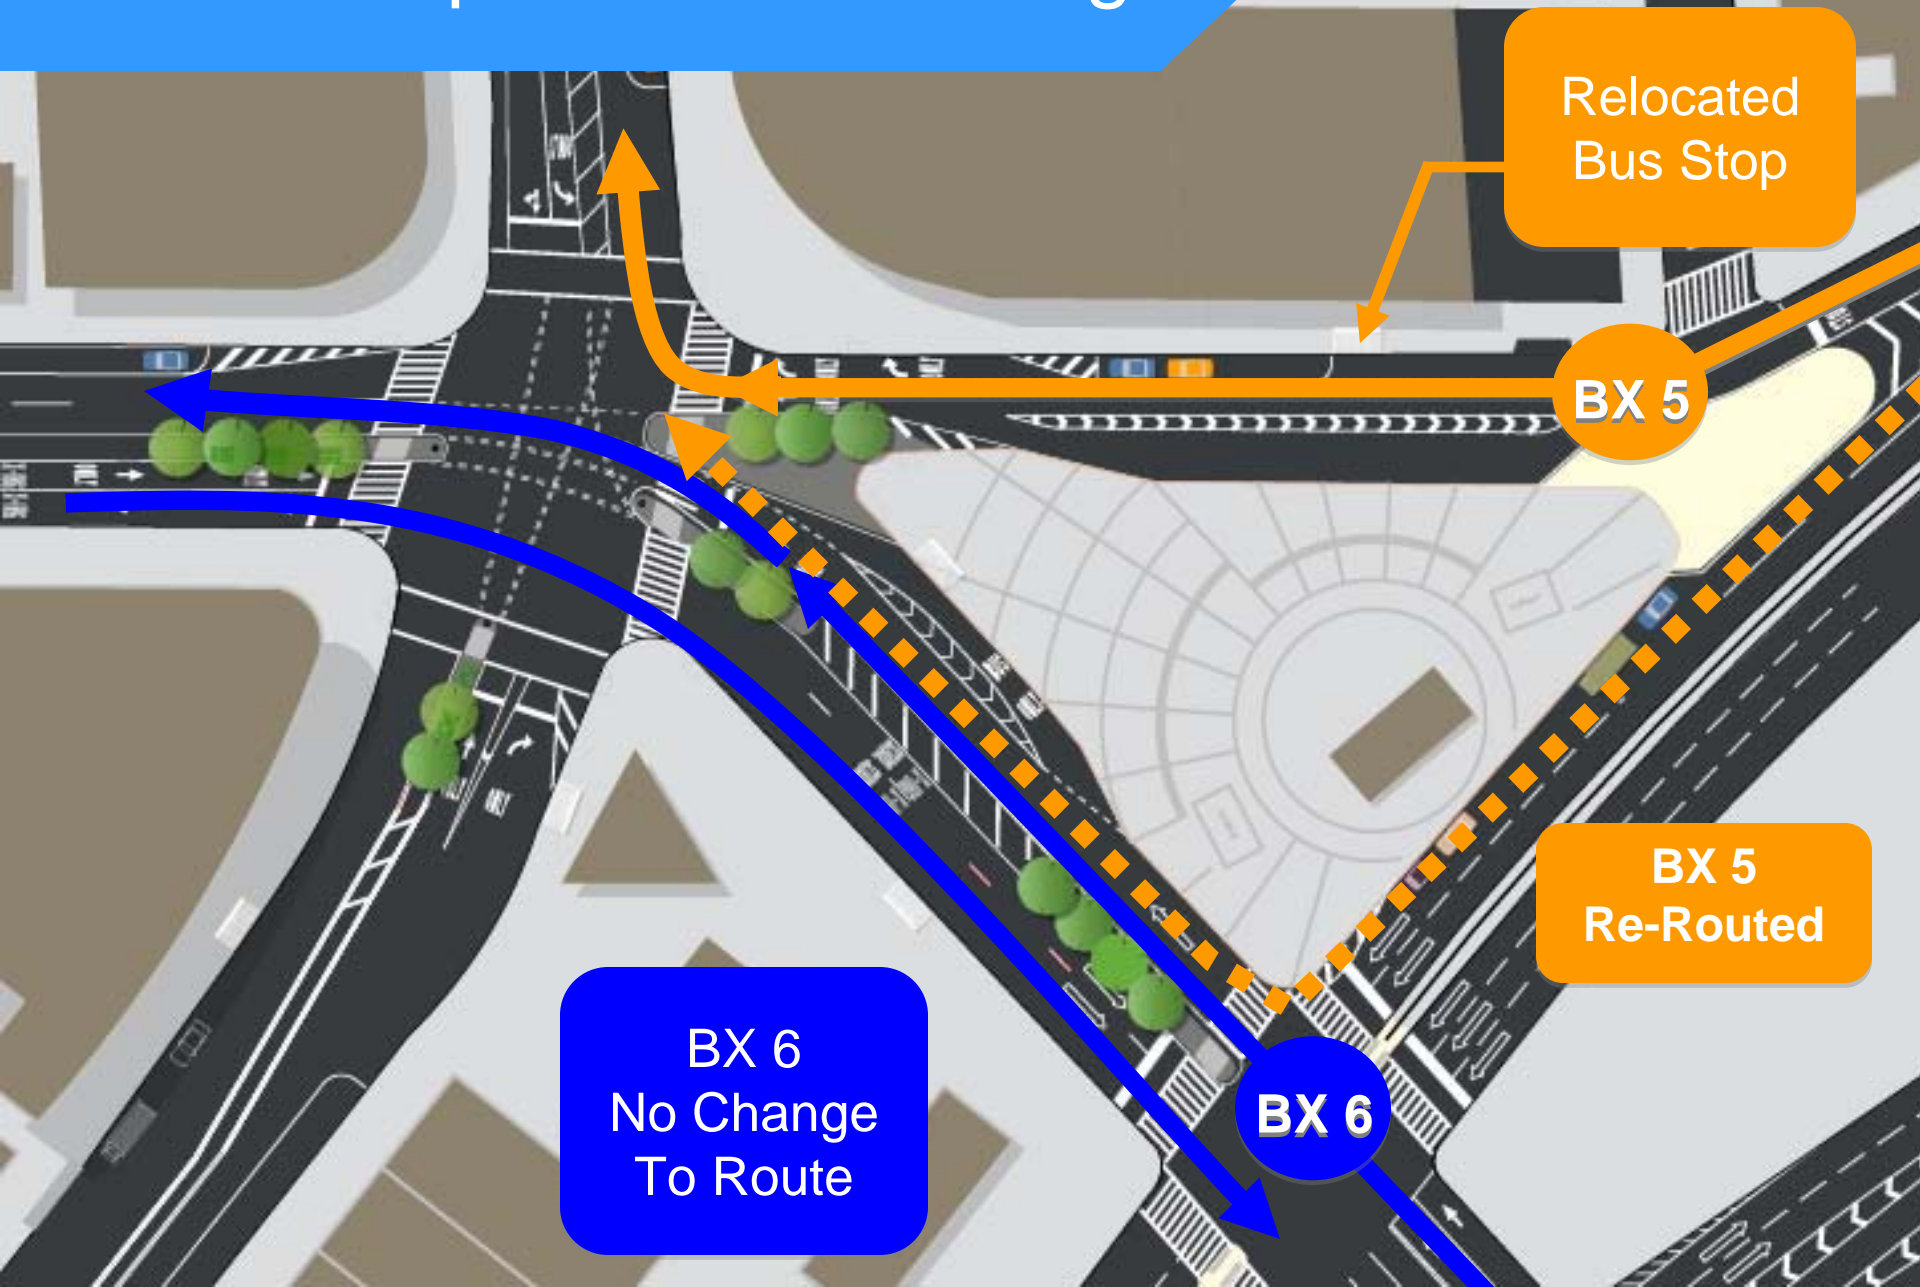 Relocated
Bus Stop
BX 5
BX 5
Re-Routed
BX 6
No Change
To Route
BX 6